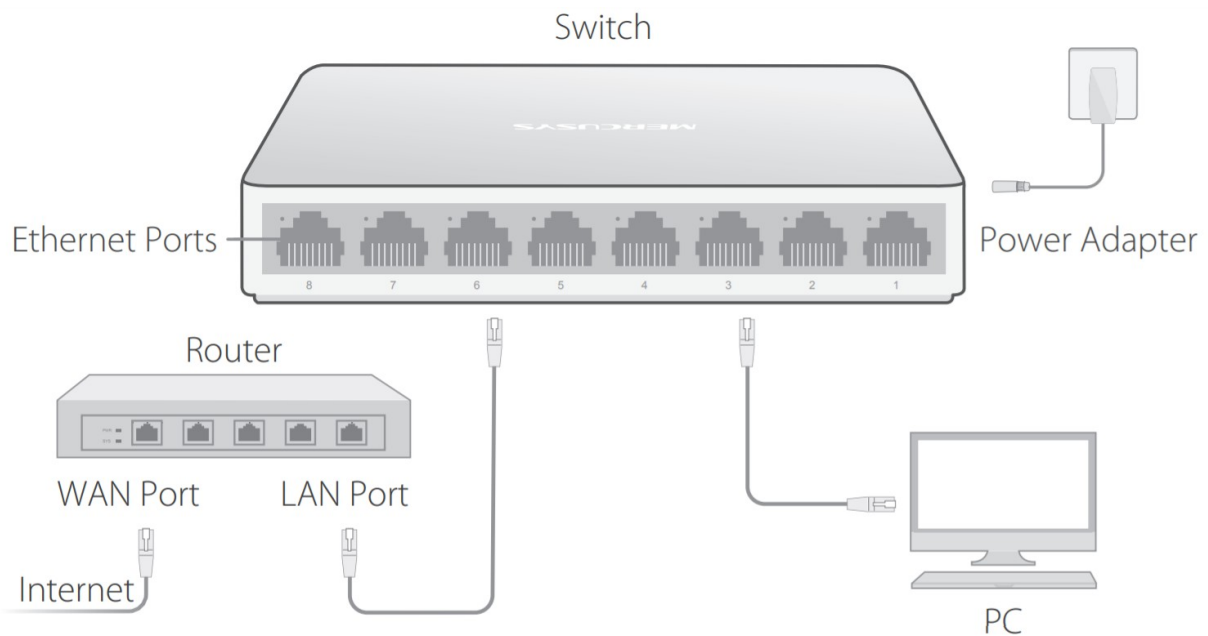 Switch
MERCUSYS
Ethernet Ports
Power Adapter
8 7 6 5 4 3 2 1
Router
WAN Port
LAN Port
Internet
PC